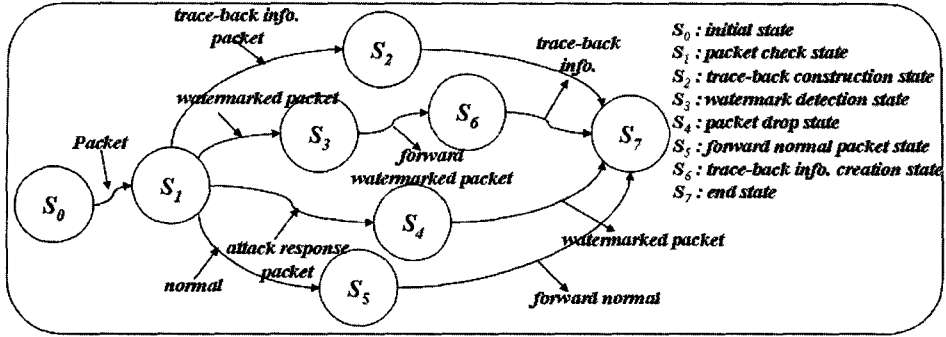 trace-back info.
packet
S2
trace-back
info.
watermarked packet
S3
S6
S7
Packet
forward
watermarked packet
S0
S1
S4
attack response
packet
watermarked packet
normal
S5
forward normal
S0 : initial state
S1 : packet check state
S2 : trace-back construction state
S3 : watermark detection state
S4 : packet drop state
S5 : forward normal packet state
S6 : trace-back info. creation state
S7 : end state